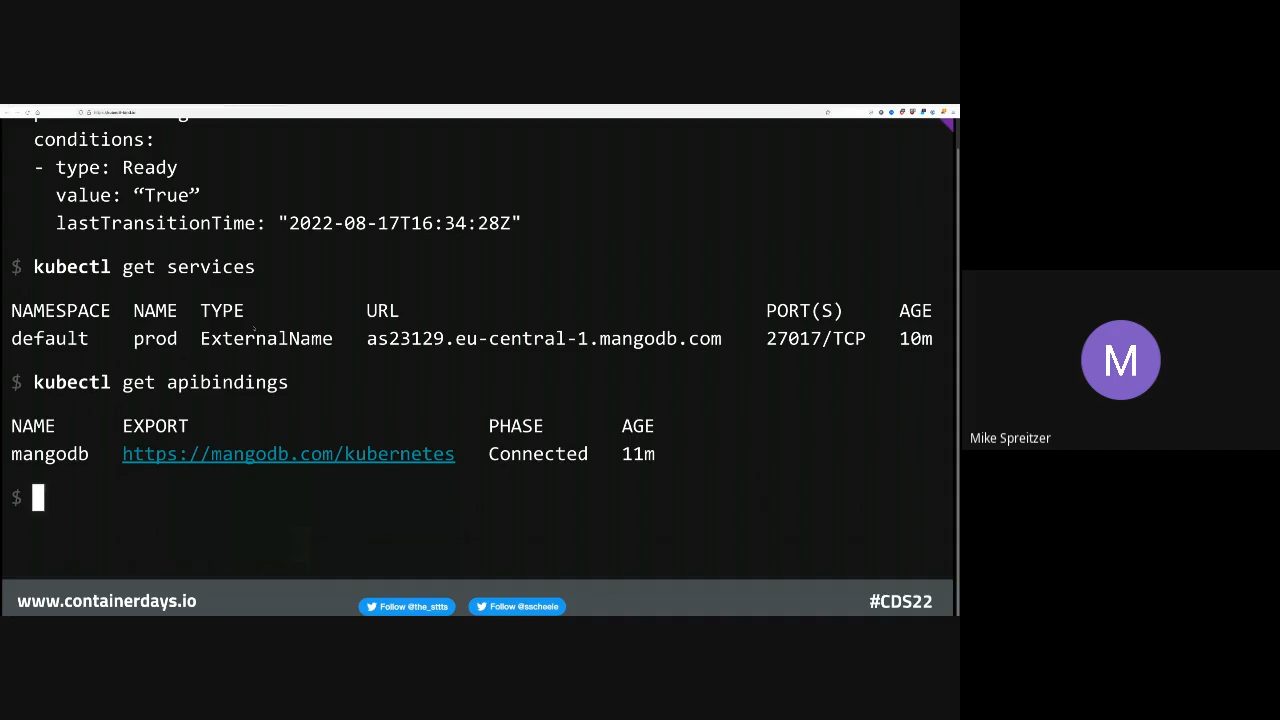 conditions:
- type: Ready
value: “True”
lastTransitionTime: "2022-08-17T16:34:28Z"
$ kubectl get services
NAMESPACE NAME TYPE URL PORT(S) AGE
default prod ExternalName as23129.eu-central-1.mangodb.com 27017/TCP 10m
$ kubectl get apibindings
NAME EXPORT PHASE AGE
mangodb https://mangodb.com/kubernetes Connected 11m
$
www.containerdays.io
Follow @the_sttts
Follow @sscheele
#CDS22
M
Mike Spreitzer